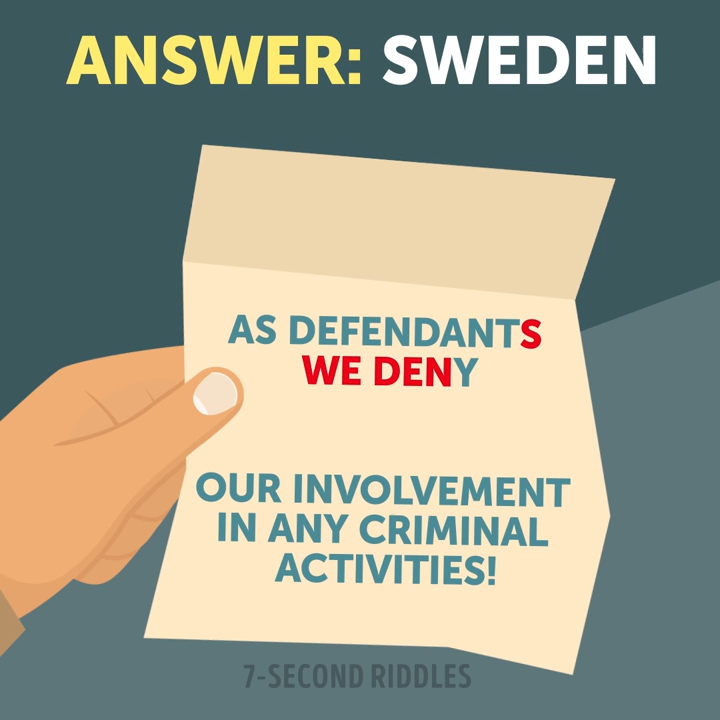 ANSWER: SWEDEN
AS DEFENDANTS
WE DENY
OUR INVOLVEMENT
IN ANY CRIMINAL
ACTIVITIES!
7-SECOND RIDDLES